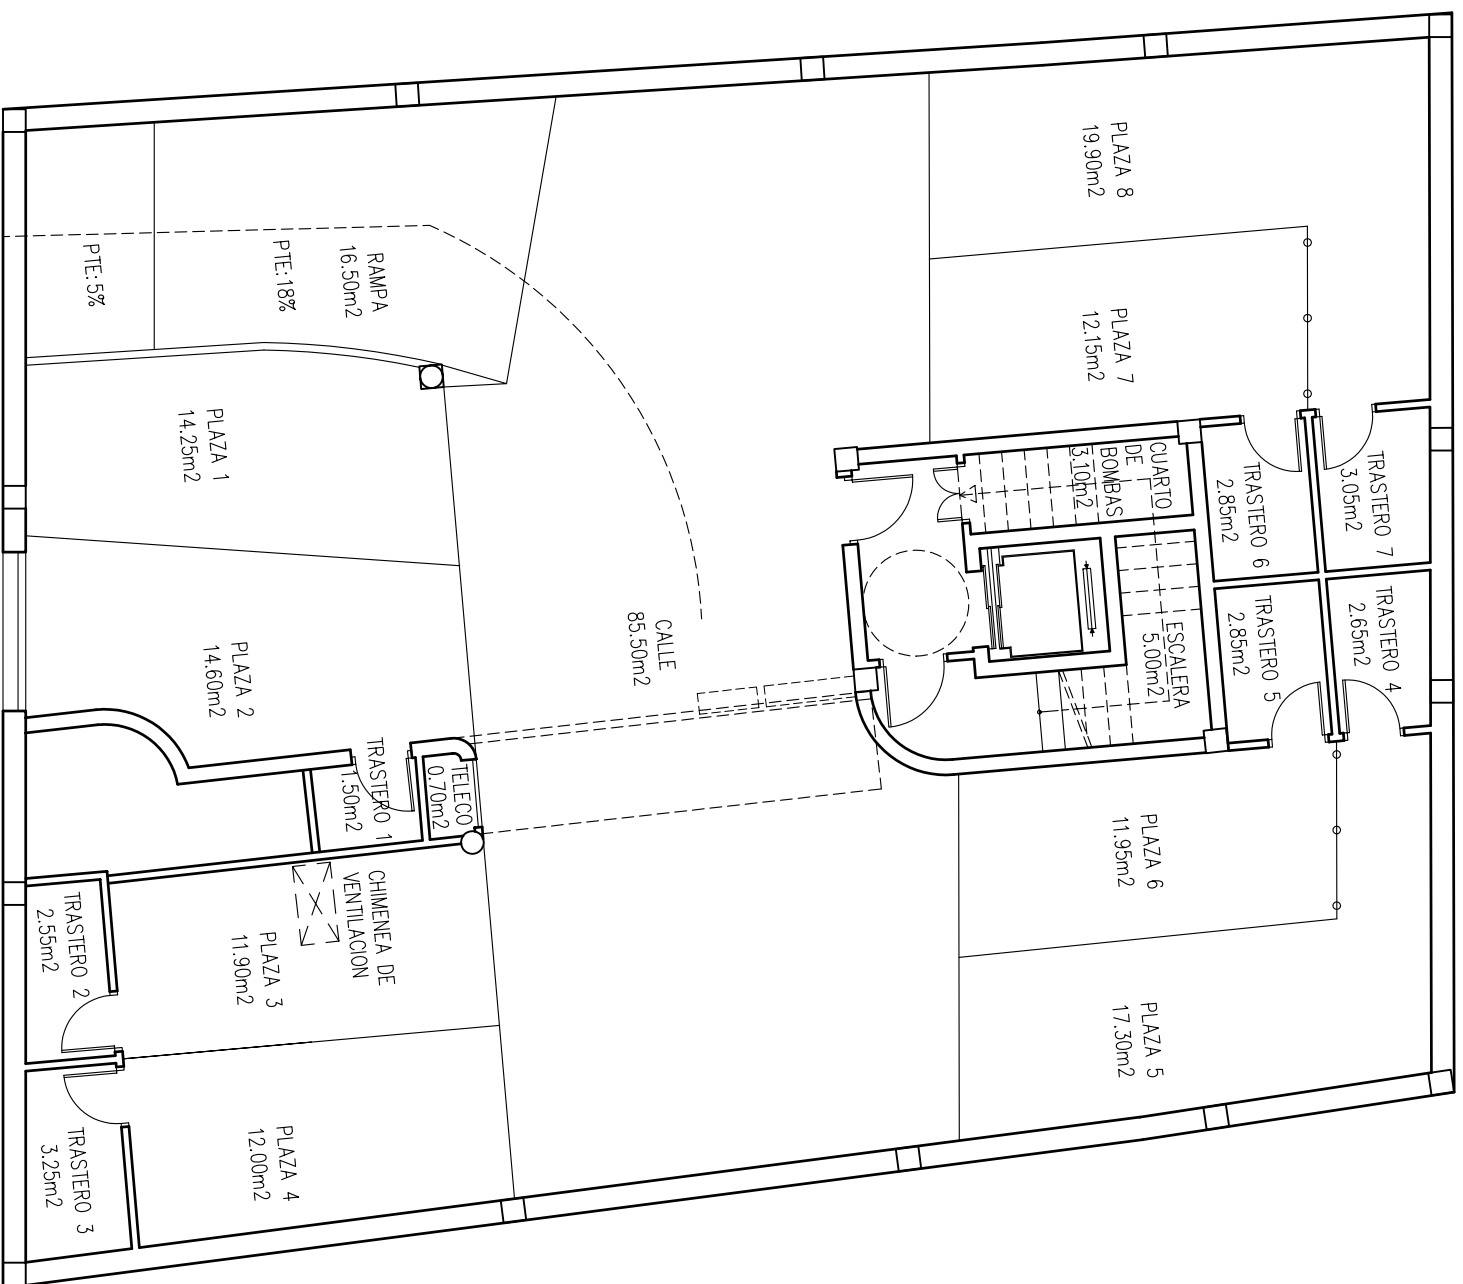 PLAZA 8
19.90m2
PLAZA 7
12.15m2
TRASTERO 7
3.05m2
TRASTERO 6
2.85m2
CUARTO
DE
BOMBAS
3.10m2
TRASTERO 4
2.65m2
TRASTERO 5
2.85m2
ESCALERA
5.00m2
PLAZA 6
11.95m2
PLAZA 5
17.30m2
CALLE
85.50m2
RAMPA
16.50m2
PTE:18%
PTE:5%
PLAZA 1
14.25m2
PLAZA 2
14.60m2
TRASTERO 1
1.50m2
TELECO
0.70m2
CHIMENEA DE
VENTILACION
PLAZA 3
11.90m2
TRASTERO 2
2.55m2
PLAZA 4
12.00m2
TRASTERO 3
3.25m2